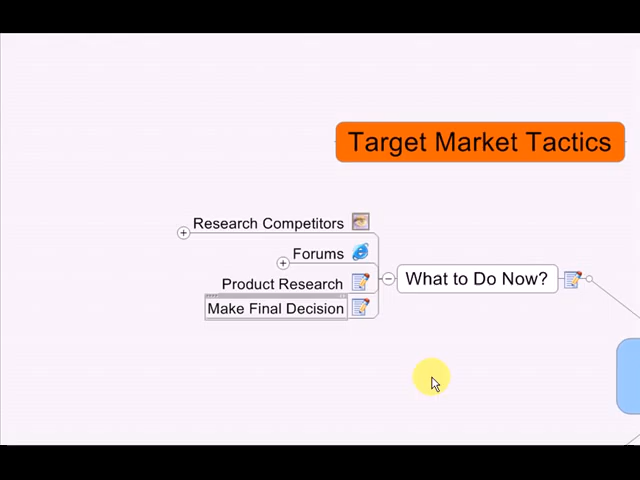 Target Market Tactics
Research Competitors
Forums
Product Research
Make Final Decision
What to Do Now?